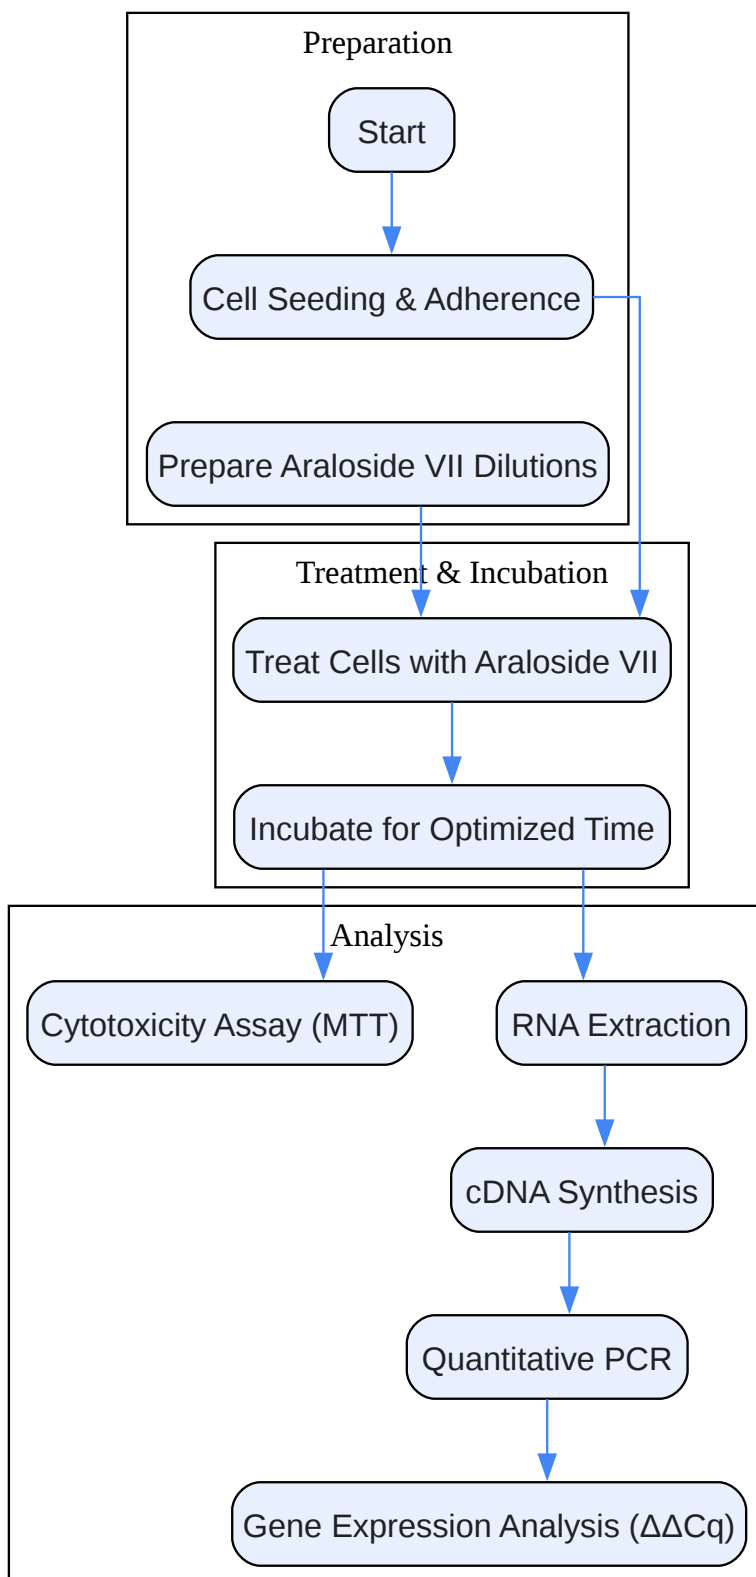 Preparation
Start
Cell Seeding & Adherence
Prepare Araloside VII Dilutions
Treatment & Incubation
Treat Cells with Araloside VII
Incubate for Optimized Time
Analysis
Cytotoxicity Assay (MTT)
RNA Extraction
cDNA Synthesis
Quantitative PCR
Gene Expression Analysis (ΔΔCq)